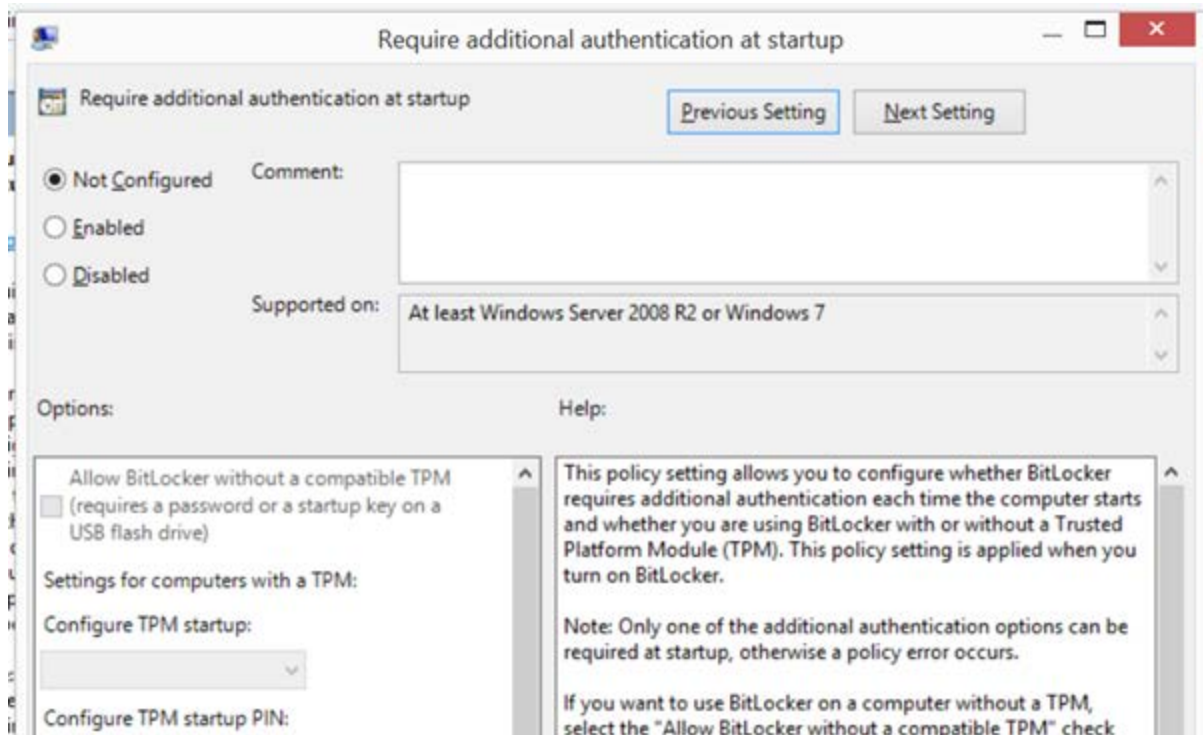 Require additional authentication at startup
Require additional authentication at startup
Previous Setting
Next Setting
Not Configured
Comment:
Enabled
Disabled
Supported on:
At least Windows Server 2008 R2 or Windows 7
Options:
Help:
Allow BitLocker without a compatible TPM
(requires a password or a startup key on a
USB flash drive)
Settings for computers with a TPM:
Configure TPM startup:
Configure TPM startup PIN:
This policy setting allows you to configure whether BitLocker
requires additional authentication each time the computer starts
and whether you are using BitLocker with or without a Trusted
Platform Module (TPM). This policy setting is applied when you
turn on BitLocker.
Note: Only one of the additional authentication options can be
required at startup, otherwise a policy error occurs.
If you want to use BitLocker on a computer without a TPM,
select the "Allow BitLocker without a compatible TPM" check